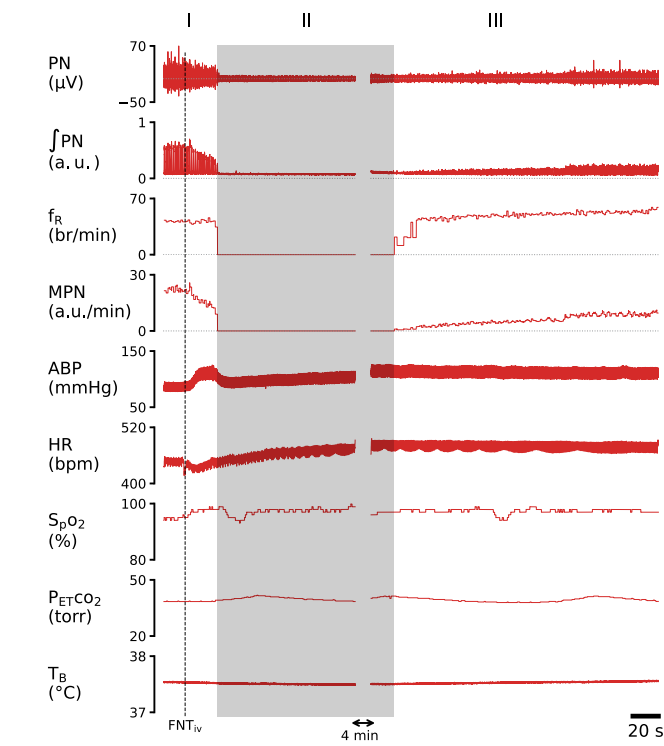 I II III
PN
(μV)
70
−50
∫PN
(a. u.)
1
0
f_R
(br/min)
70
0
MPN
(a.u./min)
30
0
ABP
(mmHg)
150
50
HR
(bpm)
520
400
S_pO_2
(%)
100
80
P_ETCO_2
(torr)
50
20
T_B
(°C)
38
37
FNT_iv
4 min
20 s